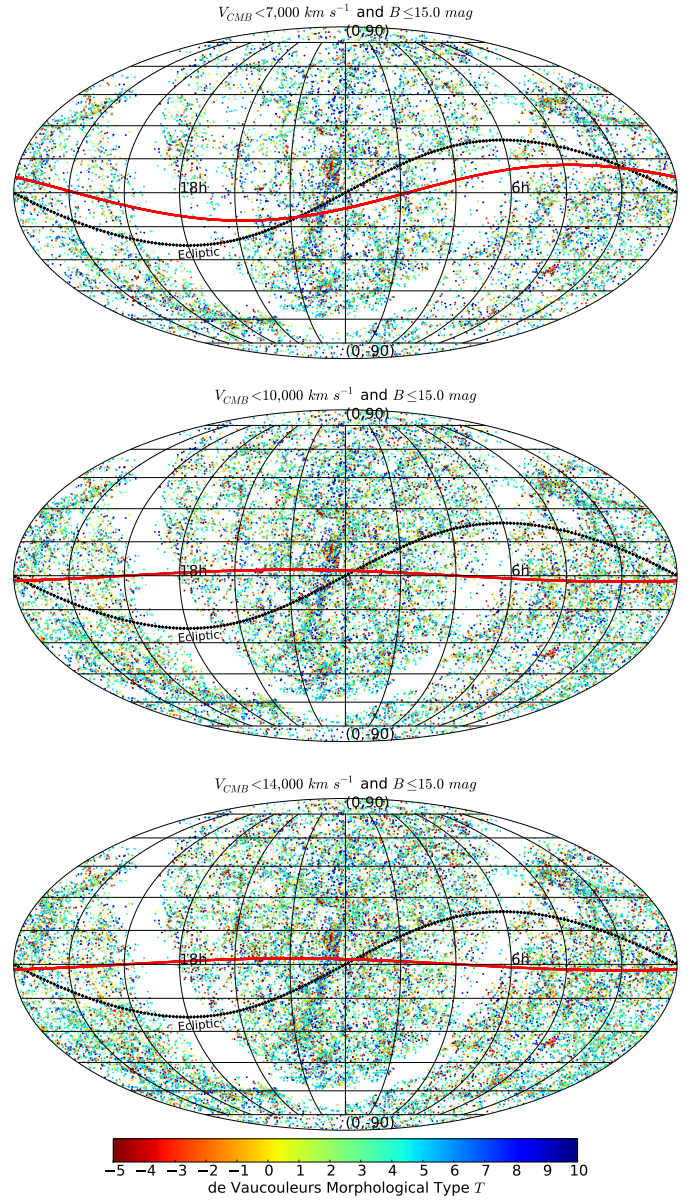 V_CMB<7,000 km s⁻¹ and B≤15.0 mag
(0,90)
18h
6h
Ecliptic
(0,-90)
V_CMB<10,000 km s⁻¹ and B≤15.0 mag
(0,90)
18h
6h
Ecliptic
(0,-90)
V_CMB<14,000 km s⁻¹ and B≤15.0 mag
(0,90)
18h
6h
Ecliptic
(0,-90)
−5 −4 −3 −2 −1 0 1 2 3 4 5 6 7 8 9 10
de Vaucouleurs Morphological Type T